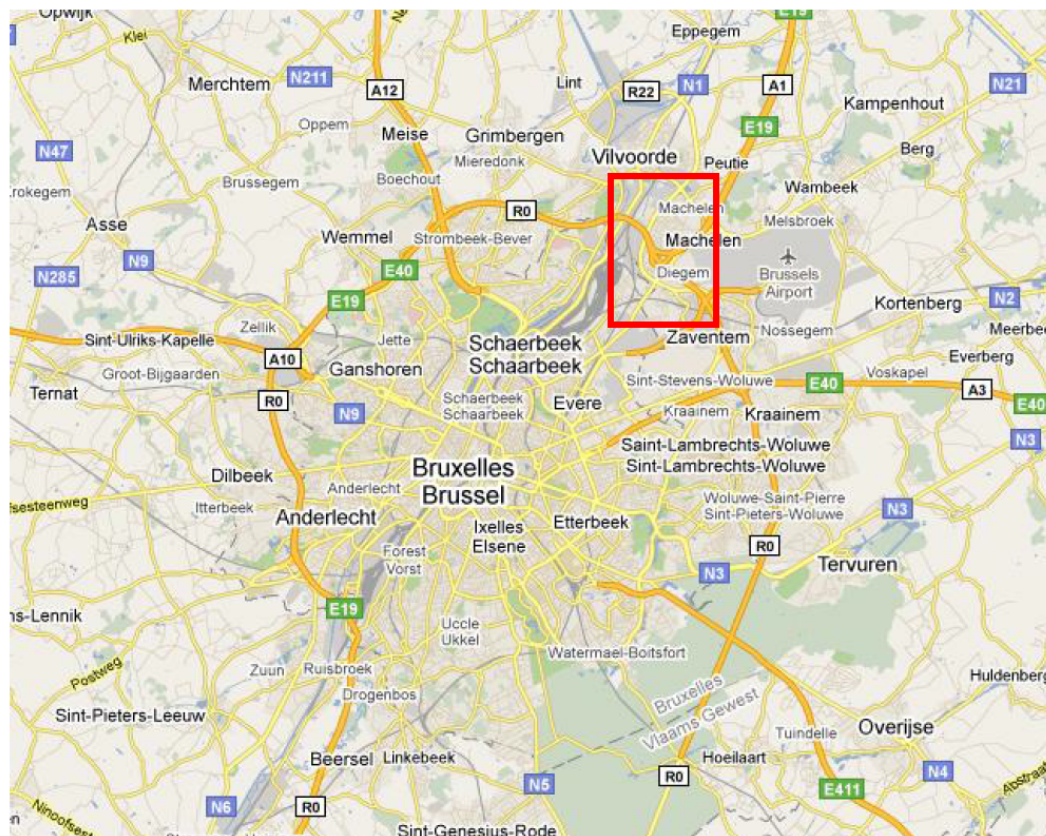 Opwijk
E19
Klei
Eppegem
Merchtem
N211
A12
Lint
R22
N1
A1
N21
Kampenhout
Oppem
Meise
Grimbergen
E19
N47
Mieredonk
Vilvoorde
Peutie
Berg
Brussegem
Boechout
Wambeek
Asse
R0
Machelen
Melsbroek
Wemmel
Strombeek-Bever
Machelen
N9
E40
Diegem
Brussels
Airport
N285
E19
Kortenberg
N2
Zellik
Nossegem
Meerbe
Sint-Ulriks-Kapelle
Jette
Schaerbeek
Schaarbeek
Zaventem
A10
Everberg
Ternat
Groot-Bijgaarden
Ganshoren
Sint-Stevens-Woluwe
E40
Voskapel
A3
E40
R0
N9
Schaerbeek
Schaarbeek
Evere
Kraainem
Kraainem
N3
Saint-Lambrechts-Woluwe
Sint-Lambrechts-Woluwe
Dilbeek
Bruxelles
Brussel
Anderlecht
Woluwe-Saint-Pierre
Sint-Pieters-Woluwe
N3
fsesteenweg
Itterbeek
Anderlecht
Ixelles
Elsene
Etterbeek
R0
Forest
Vorst
N3
Tervuren
ns-Lennik
E19
Uccle
Ukkel
Watermael-Boitsfort
Postweg
Zuun
Ruisbroek
Drogenbos
Bruxelles
Vlaams Gewest
Huldenberg
Sint-Pieters-Leeuw
Overijse
Tuindelle
Beersel
Linkebeek
Hoeilaart
R0
N5
N4
Abstraat
E411
N6
R0
Ninoofsest
Sint-Genesius-Rode